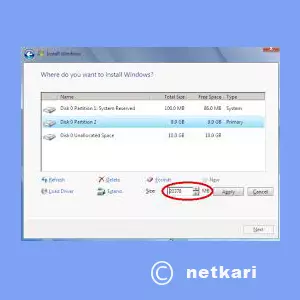 Install Windows
Where do you want to install Windows?
Name Total Size Free Space Type
Disk 0 Partition 1: System Reserved 100.0 MB 86.0 MB System
Disk 0 Partition 2 9.9 GB 9.9 GB Primary
Disk 0 Unallocated Space 10.0 GB 10.0 GB
Refresh Delete Format New
Load Driver Extend Size: MB Apply Cancel
Next
© netkari